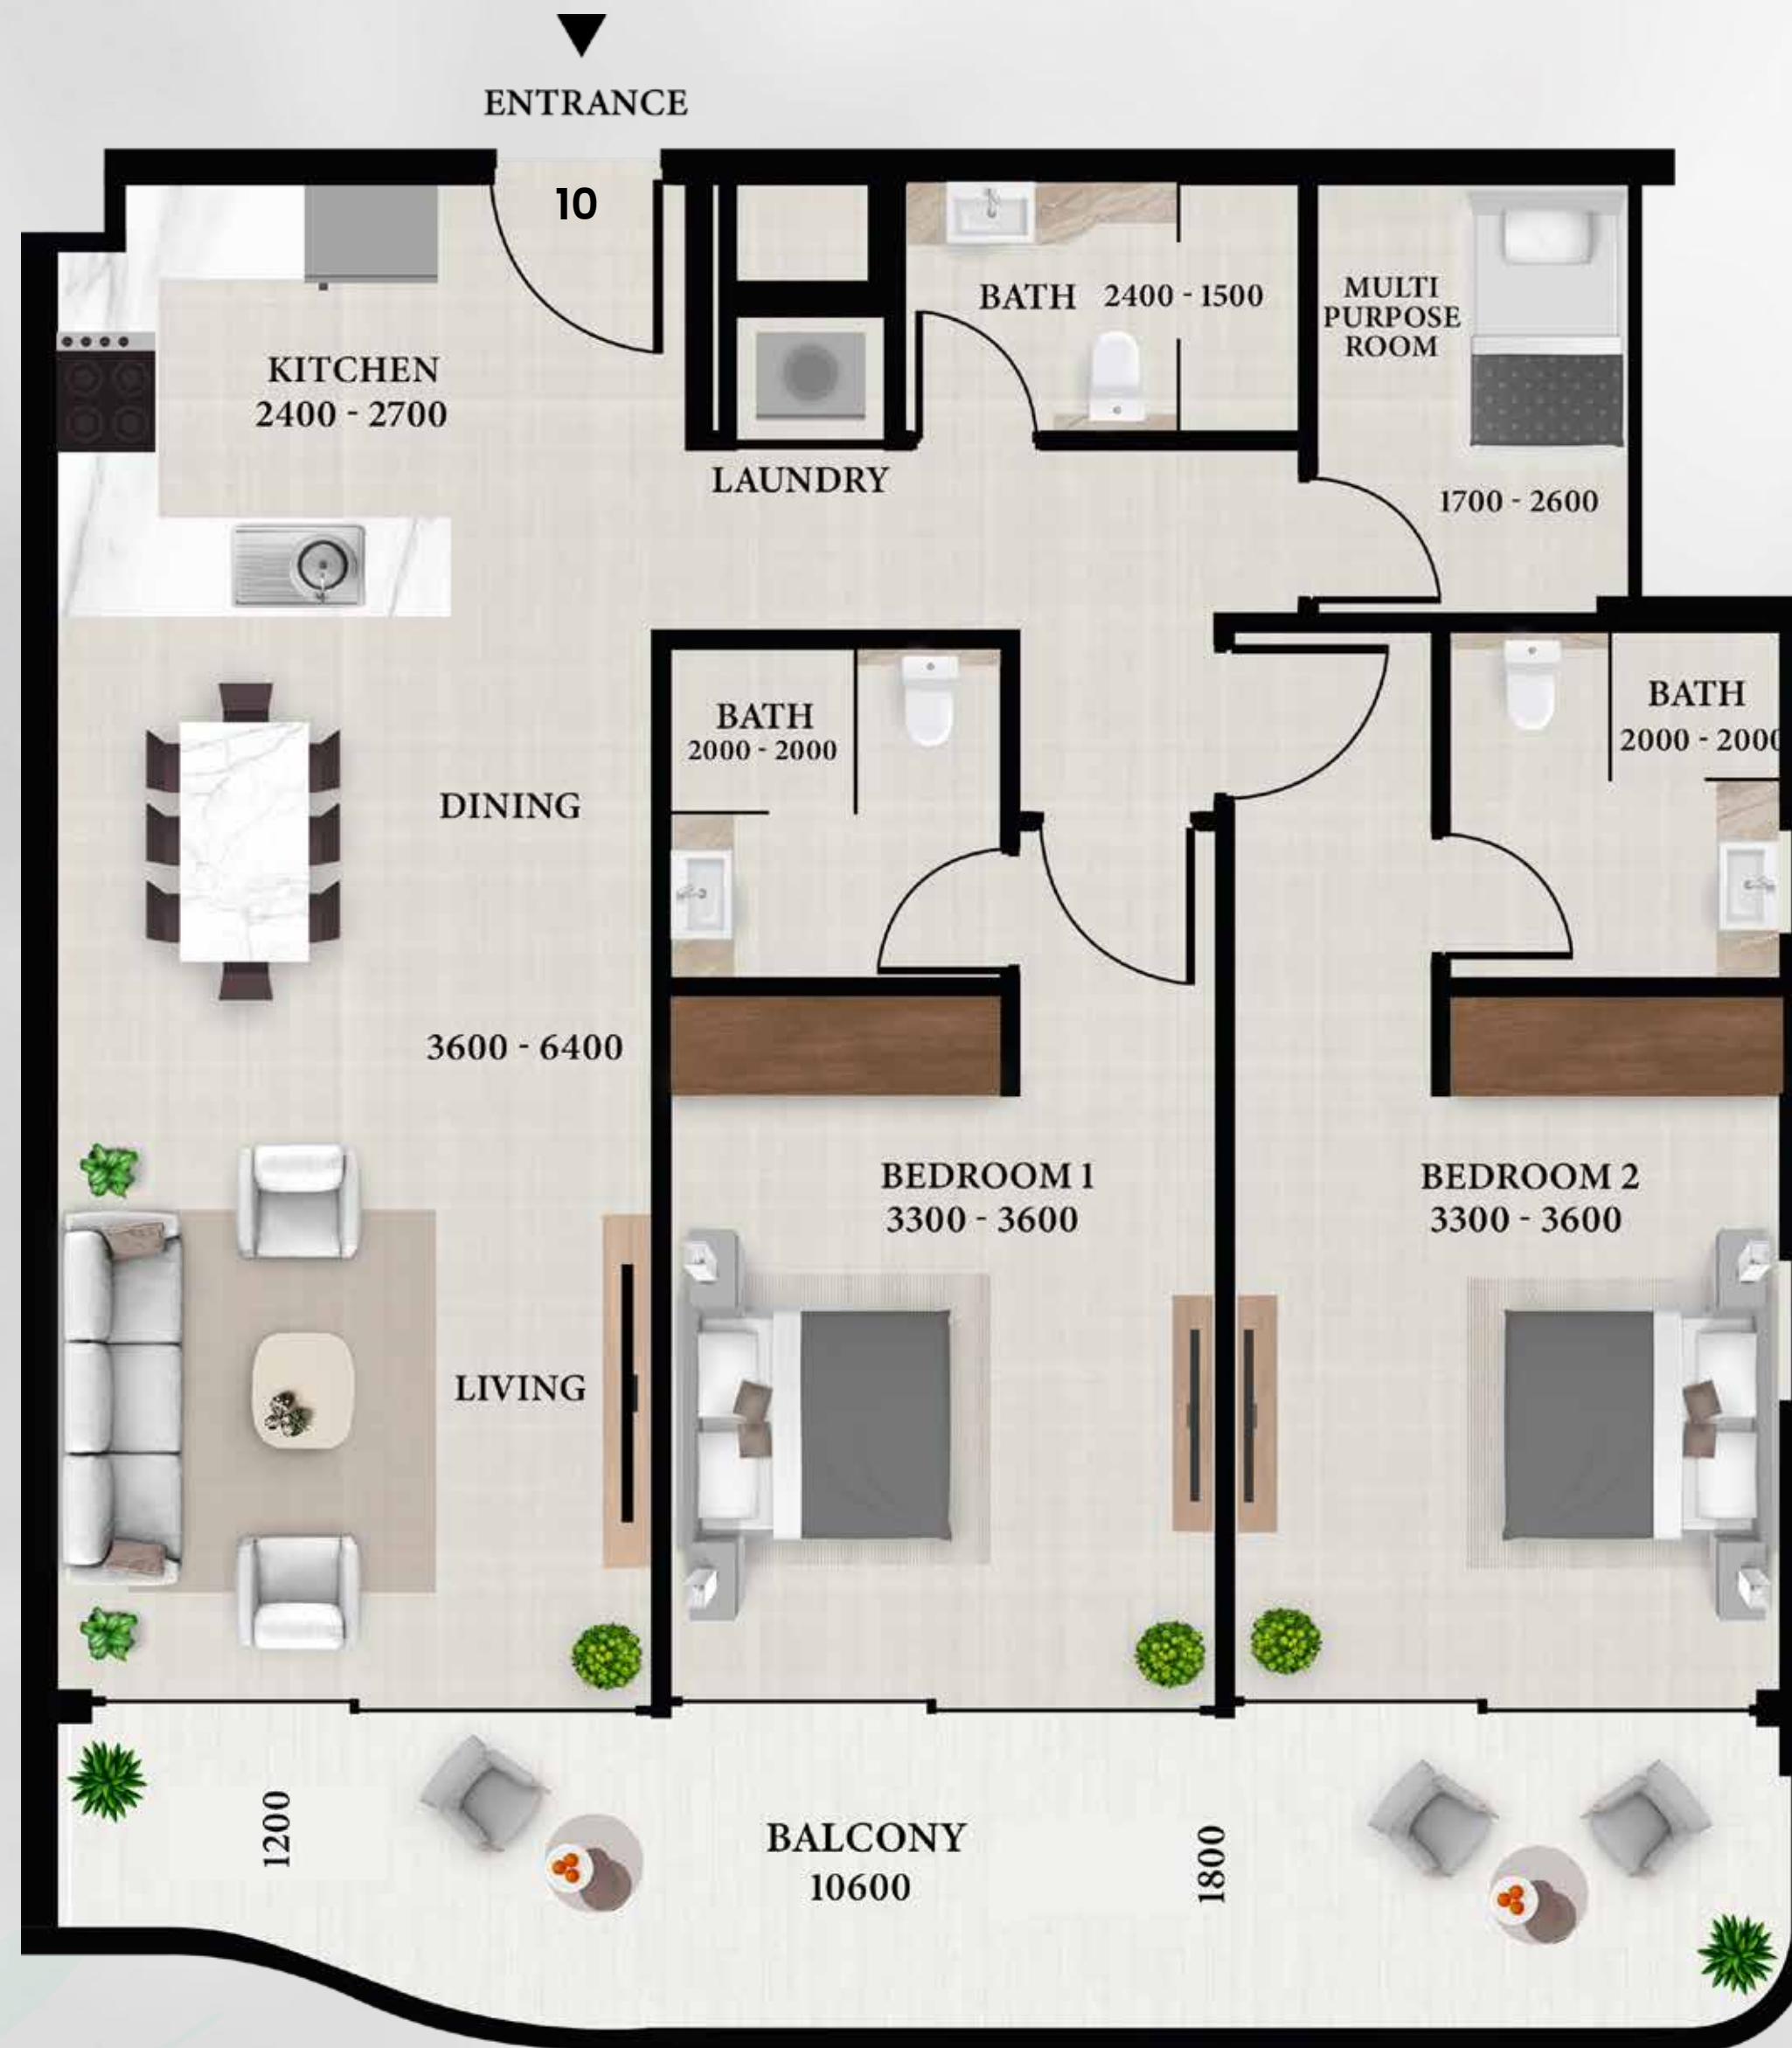 ENTRANCE
10
BATH 2400 - 1500
MULTI
PURPOSE
ROOM
KITCHEN
2400 - 2700
LAUNDRY
1700 - 2600
BATH
2000 - 2000
BATH
2000 - 2000
DINING
3600 - 6400
BEDROOM 1
3300 - 3600
BEDROOM 2
3300 - 3600
LIVING
1200
BALCONY
10600
1800